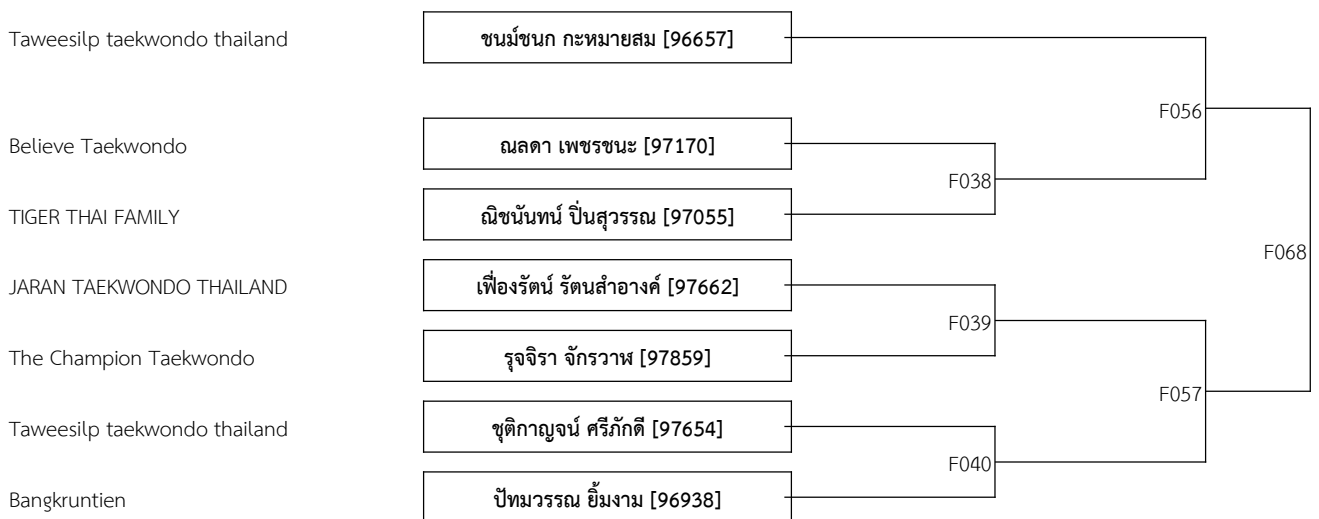 Taweesilp taekwondo thailand ชนม์ชนก กะหมายสม [96657]
F056
Believe Taekwondo ณลดา เพชรชนะ [97170]
F038
TIGER THAI FAMILY ณิชนันทน์ ปิ่นสุวรรณ [97055]
F068
JARAN TAEKWONDO THAILAND เฟื่องรัตน์ รัตนสำอางค์ [97662]
F039
The Champion Taekwondo รุจจิรา จักรวาฬ [97859]
F057
Taweesilp taekwondo thailand ชุติกาญจน์ ศรีภักดี [97654]
F040
Bangkruntien ปัทมวรรณ ยิ้มงาม [96938]